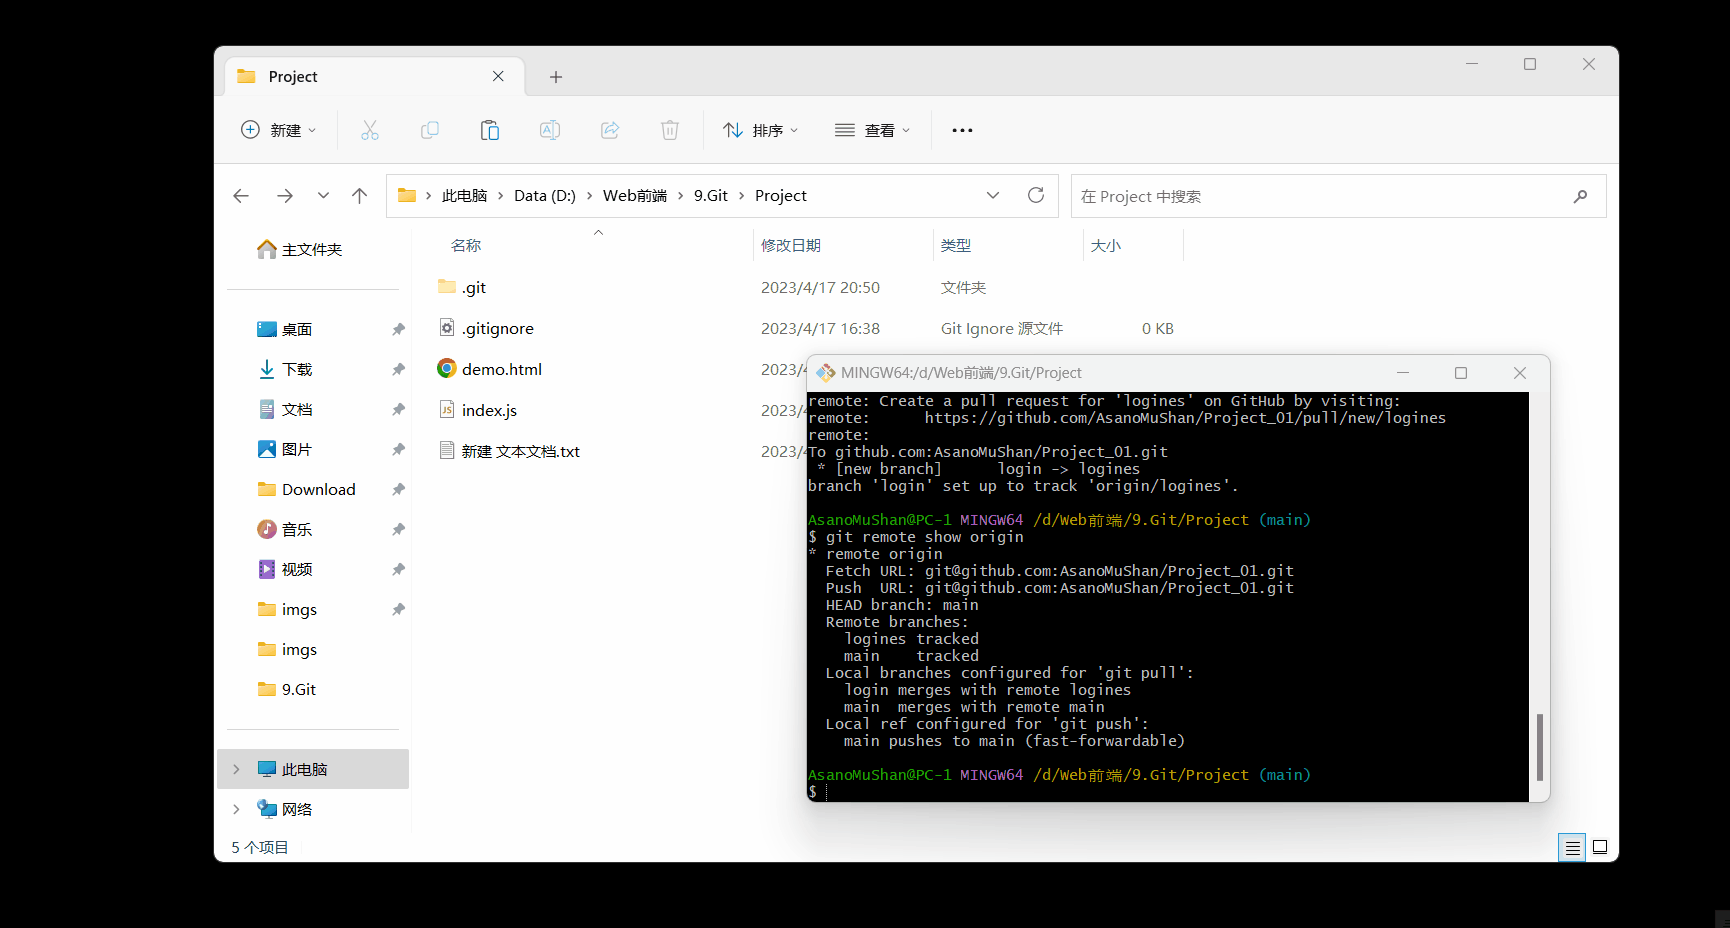 Project
新建
排序
查看
此电脑 Data (D:) Web前端 9.Git Project
在 Project 中搜索
主文件夹
桌面
下载
文档
图片
Download
音乐
视频
imgs
imgs
9.Git
此电脑
网络
名称 修改日期 类型 大小
.git 2023/4/17 20:50 文件夹
.gitignore 2023/4/17 16:38 Git Ignore 源文件 0 KB
demo.html 2023/4
index.js 2023/4
新建 文本文档.txt 2023/4
MINGW64:/d/Web前端/9.Git/Project
remote: Create a pull request for 'logines' on GitHub by visiting:
remote:      https://github.com/AsanoMuShan/Project_01/pull/new/logines
remote:
To github.com:AsanoMuShan/Project_01.git
 * [new branch]      login -> logines
branch 'login' set up to track 'origin/logines'.
AsanoMuShan@PC-1 MINGW64 /d/Web前端/9.Git/Project (main)
$ git remote show origin
* remote origin
  Fetch URL: git@github.com:AsanoMuShan/Project_01.git
  Push  URL: git@github.com:AsanoMuShan/Project_01.git
  HEAD branch: main
  Remote branches:
    logines tracked
    main    tracked
  Local branches configured for 'git pull':
    login merges with remote logines
    main  merges with remote main
  Local ref configured for 'git push':
    main pushes to main (fast-forwardable)
AsanoMuShan@PC-1 MINGW64 /d/Web前端/9.Git/Project (main)
$
5 个项目